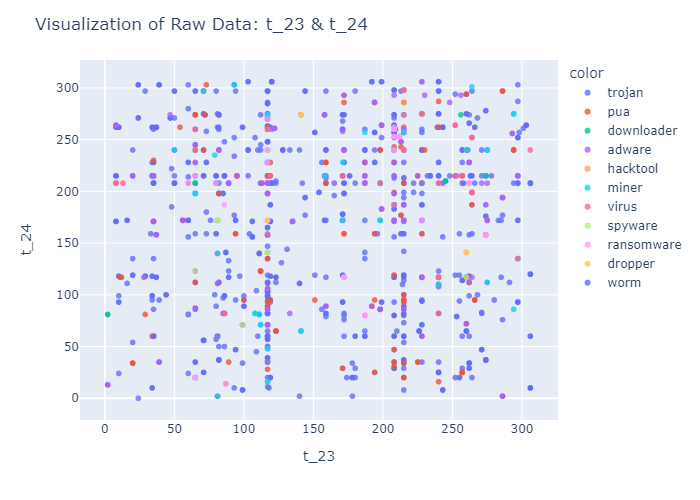 Visualization of Raw Data: t_23 & t_24
color
trojan
pua
downloader
adware
hacktool
miner
virus
spyware
ransomware
dropper
worm
300
250
200
150
100
50
0
t_24
0 50 100 150 200 250 300
t_23